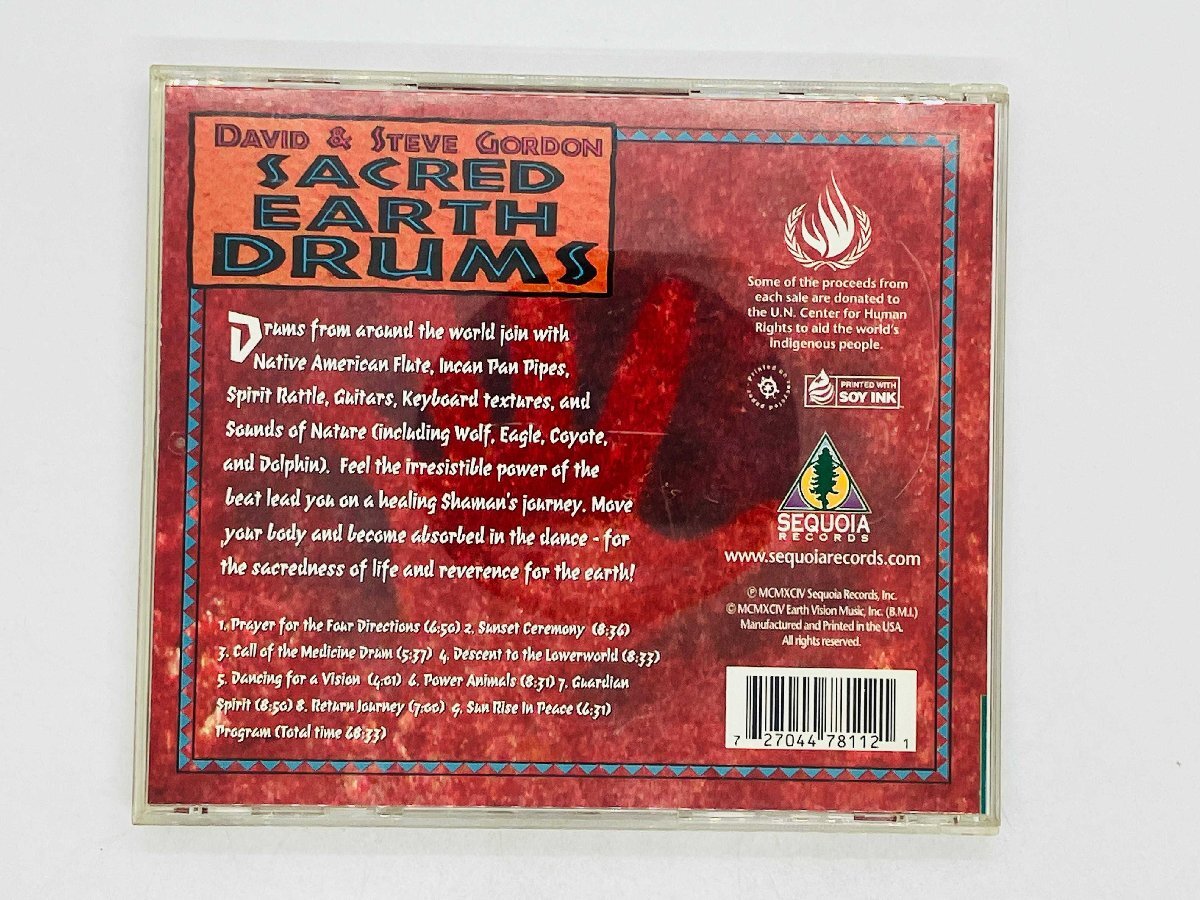 DAVID & STEVE GORDON
SACRED
EARTH
DRUMS
Drums from around the world join with
Native American Flute, Incan Pan Pipes,
Spirit Rattle, Guitars, Keyboard textures, and
Sounds of Nature (including Wolf, Eagle, Coyote,
and Dolphin). Feel the irresistible power of the
beat lead you on a healing Shaman's journey. Move
your body and become absorbed in the dance - for
the sacredness of life and reverence for the earth!
1. Prayer for the Four Directions (6:50) 2. Sunset Ceremony (8:36)
3. Call of the Medicine Drum (5:37) 4. Descent to the Lowerworld (8:33)
5. Dancing for a Vision (4:01) 6. Power Animals (8:31) 7. Guardian
Spirit (8:50) 8. Return Journey (7:00) 9. Sun Rise In Peace (6:31)
Program (Total time 68:33)
Some of the proceeds from
each sale are donated to
the U.N. Center for Human
Rights to aid the world's
indigenous people.
Printed on recycled paper
PRINTED WITH
SOY INK™
SEQUOIA
RECORDS
www.sequoiarecords.com
℗ MCMXCIV Sequoia Records, Inc.
© MCMXCIV Earth Vision Music, Inc. (B.M.I.)
Manufactured and Printed in the USA.
All rights reserved.
7 27044 78112 1